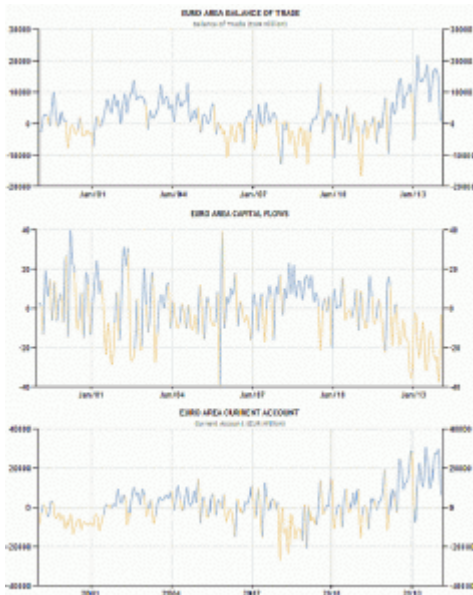 EURO AREA BALANCE OF TRADE
Balance of Trade (EUR Million)
30000 30000
20000 20000
10000 10000
0 0
-10000 -10000
-20000 -20000
Jan/01 Jan/04 Jan/07 Jan/10 Jan/13
EURO AREA CAPITAL FLOWS
40 40
20 20
0 0
-20 -20
-40 -40
Jan/01 Jan/04 Jan/07 Jan/10 Jan/13
EURO AREA CURRENT ACCOUNT
Current Account (EUR Million)
40000 40000
20000 20000
0 0
-20000 -20000
-40000 -40000